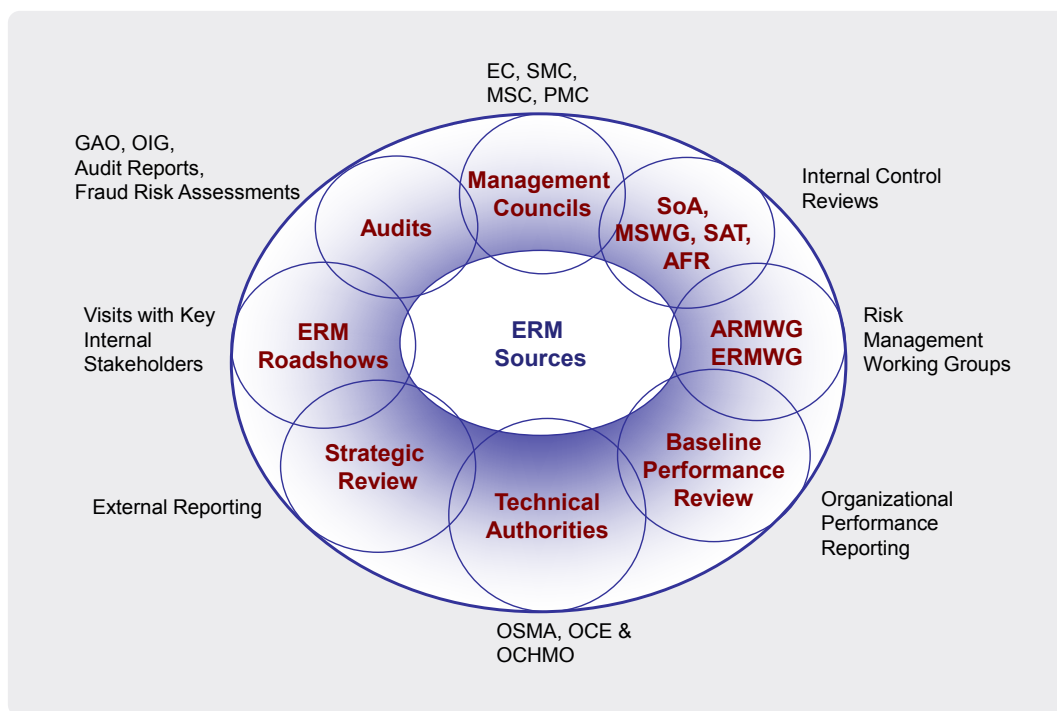 EC, SMC,
MSC, PMC
GAO, OIG,
Audit Reports,
Fraud Risk Assessments
Management
Councils
Internal Control
Reviews
Audits
SoA,
MSWG, SAT,
AFR
Visits with Key
Internal
Stakeholders
ERM
Roadshows
ERM
Sources
ARMWG
ERMWG
Risk
Management
Working Groups
Strategic
Review
Baseline
Performance
Review
External Reporting
Technical
Authorities
Organizational
Performance
Reporting
OSMA, OCE &
OCHMO